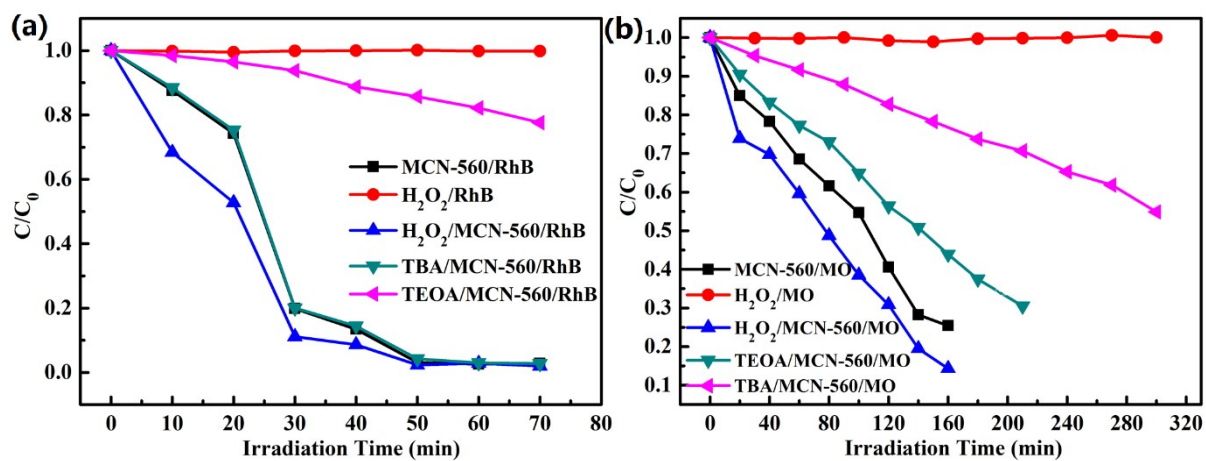 (a)
C/C0
1.0
0.8
0.6
0.4
0.2
0.0
MCN-560/RhB
H2O2/RhB
H2O2/MCN-560/RhB
TBA/MCN-560/RhB
TEOA/MCN-560/RhB
0 10 20 30 40 50 60 70 80
Irradiation Time (min)
(b)
C/C0
1.0
0.9
0.8
0.7
0.6
0.5
0.4
0.3
0.2
0.1
MCN-560/MO
H2O2/MO
H2O2/MCN-560/MO
TEOA/MCN-560/MO
TBA/MCN-560/MO
0 40 80 120 160 200 240 280 320
Irradiation Time (min)